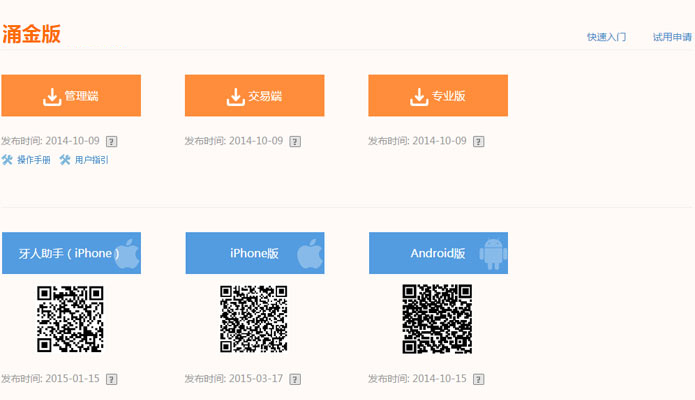 涌金版
快速入门 试用申请
管理端 交易端 专业版
发布时间: 2014-10-09 ? 发布时间: 2014-10-09 ? 发布时间: 2014-10-09 ?
操作手册 用户指引
牙人助手 ( iPhone ) iPhone版 Android版
发布时间: 2015-01-15 ? 发布时间: 2015-03-17 ? 发布时间: 2014-10-15 ?